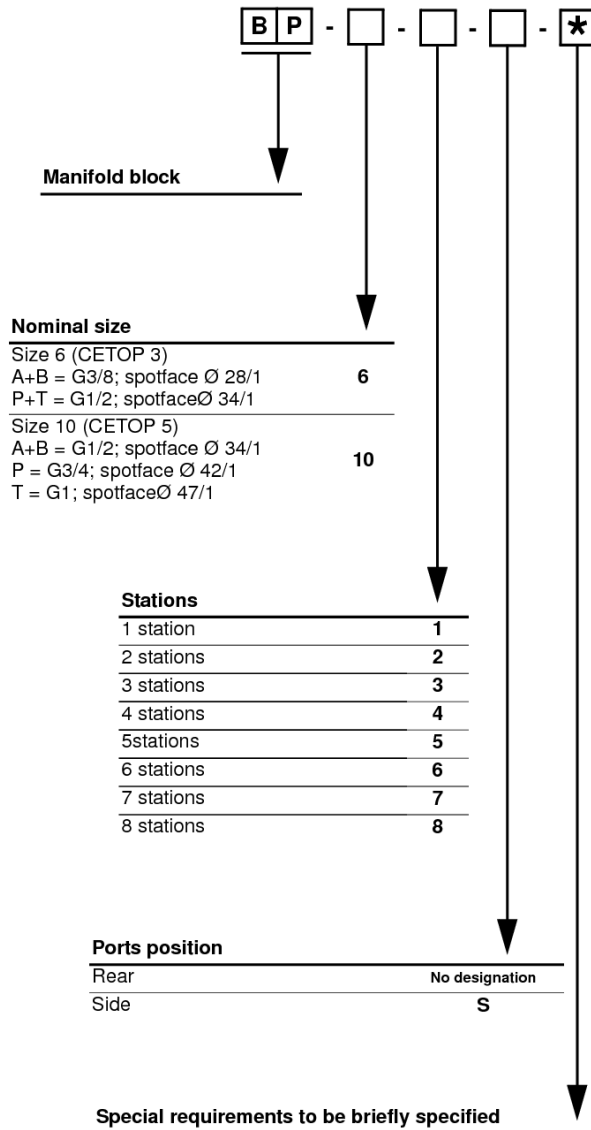 B P - - - - *
Manifold block
Nominal size
Size 6 (CETOP 3)
A+B = G3/8; spotface Ø 28/1 6
P+T = G1/2; spotfaceØ 34/1
Size 10 (CETOP 5)
A+B = G1/2; spotface Ø 34/1
P = G3/4; spotface Ø 42/1 10
T = G1; spotfaceØ 47/1
Stations
1 station 1
2 stations 2
3 stations 3
4 stations 4
5stations 5
6 stations 6
7 stations 7
8 stations 8
Ports position
Rear No designation
Side S
Special requirements to be briefly specified